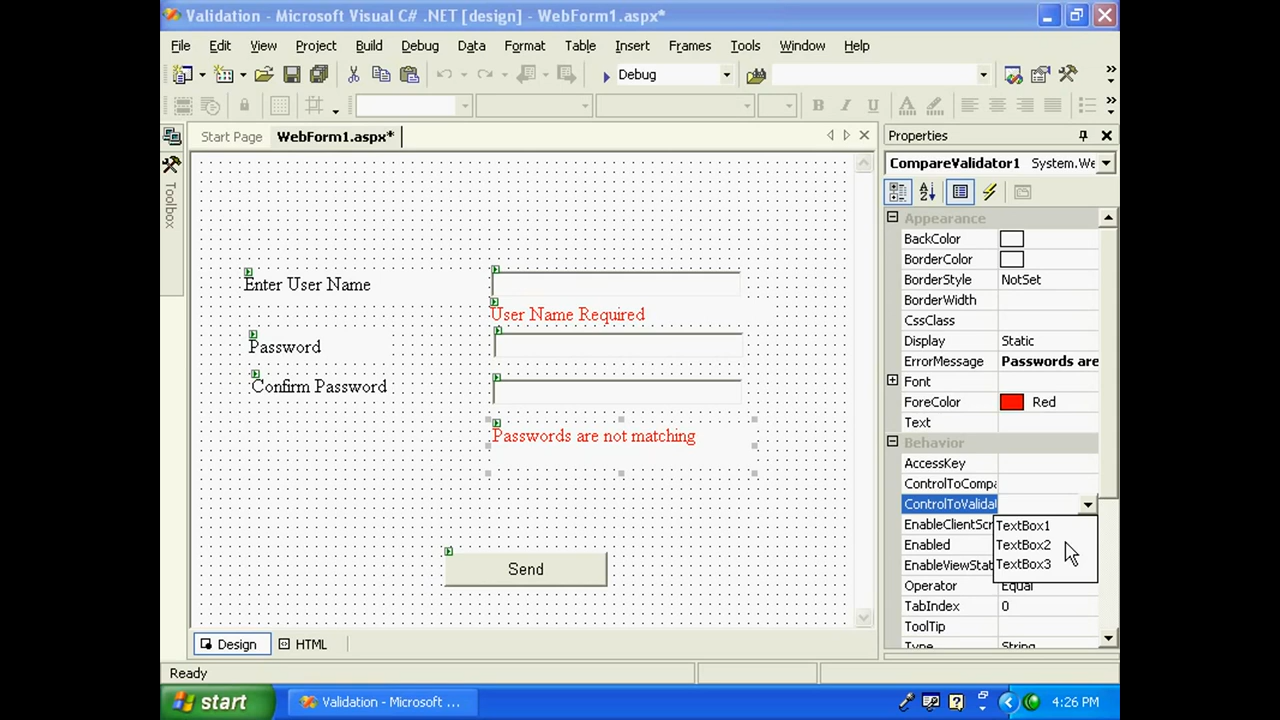 Validation - Microsoft Visual C# .NET [design] - WebForm1.aspx*
File Edit View Project Build Debug Data Format Table Insert Frames Tools Window Help
Debug
B I U A
Start Page WebForm1.aspx*
Properties
CompareValidator1 System.We
Toolbox
Appearance
BackColor
BorderColor
BorderStyle NotSet
BorderWidth
CssClass
Display Static
ErrorMessage Passwords are
Font
ForeColor Red
Text
Behavior
AccessKey
ControlToCompa
ControlToValidat
TextBox1
TextBox2
TextBox3
EnableClientScr
Enabled
EnableViewStat
Operator Equal
TabIndex 0
ToolTip
Type String
Enter User Name
User Name Required
Password
Confirm Password
Passwords are not matching
Send
Design HTML
Ready
start Validation - Microsoft ... 4:26 PM